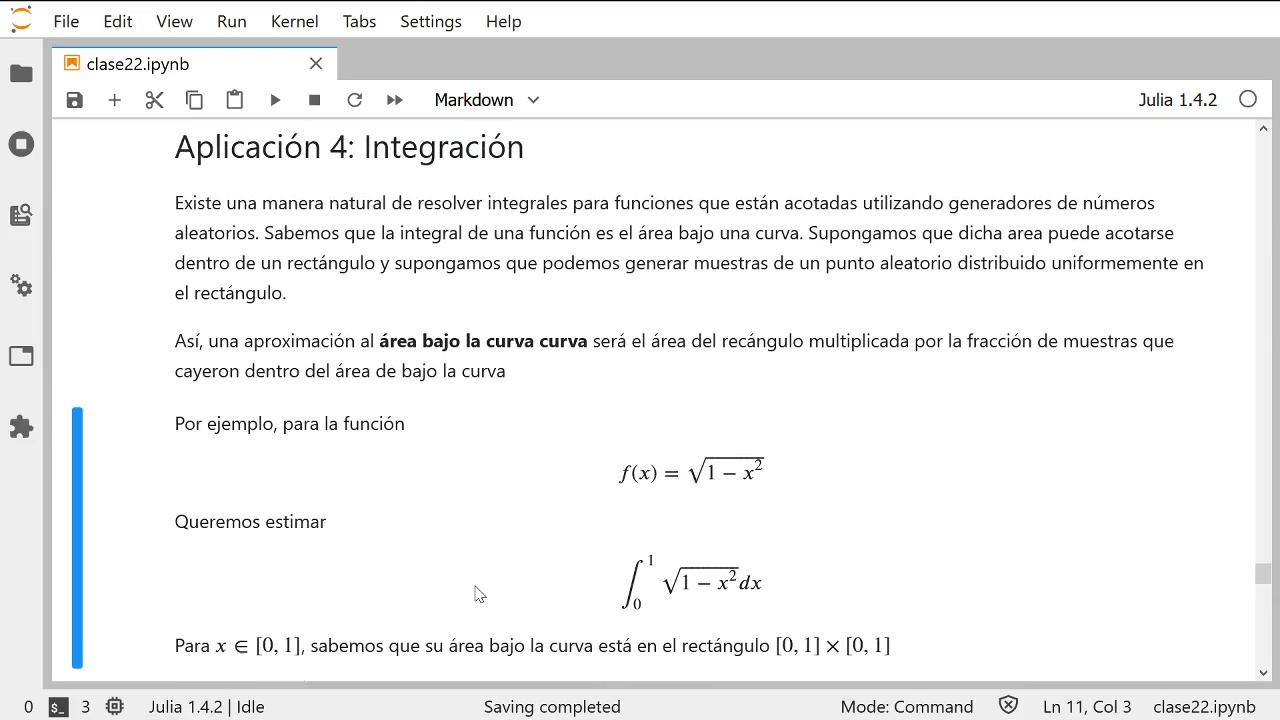 File Edit View Run Kernel Tabs Settings Help
clase22.ipynb
Markdown Julia 1.4.2
Aplicación 4: Integración
Existe una manera natural de resolver integrales para funciones que están acotadas utilizando generadores de números
aleatorios. Sabemos que la integral de una función es el área bajo una curva. Supongamos que dicha area puede acotarse
dentro de un rectángulo y supongamos que podemos generar muestras de un punto aleatorio distribuido uniformemente en
el rectángulo.
Así, una aproximación al área bajo la curva curva será el área del recángulo multiplicada por la fracción de muestras que
cayeron dentro del área de bajo la curva
Por ejemplo, para la función
f(x) = √(1 − x²)
Queremos estimar
∫₀¹ √(1 − x²) dx
Para x ∈ [0, 1], sabemos que su área bajo la curva está en el rectángulo [0, 1] × [0, 1]
0 $_ 3 Julia 1.4.2 | Idle Saving completed Mode: Command Ln 11, Col 3 clase22.ipynb